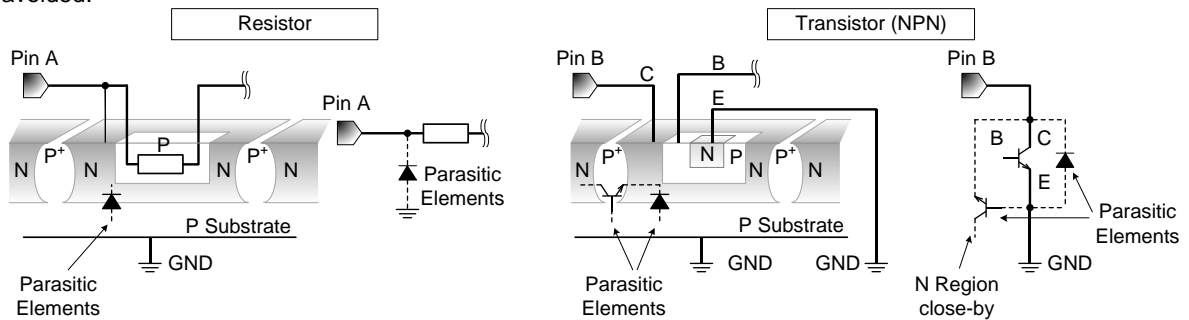 avoided.
Resistor
Transistor (NPN)
Pin A
Pin A
N
P+
N
P
N
P+
N
Parasitic
Elements
P Substrate
GND
Parasitic
Elements
Pin B
C
B
E
N
P+
N
N
P
N
P+
N
P Substrate
GND
GND
Parasitic
Elements
Pin B
B
C
E
Parasitic
Elements
GND
N Region
close-by